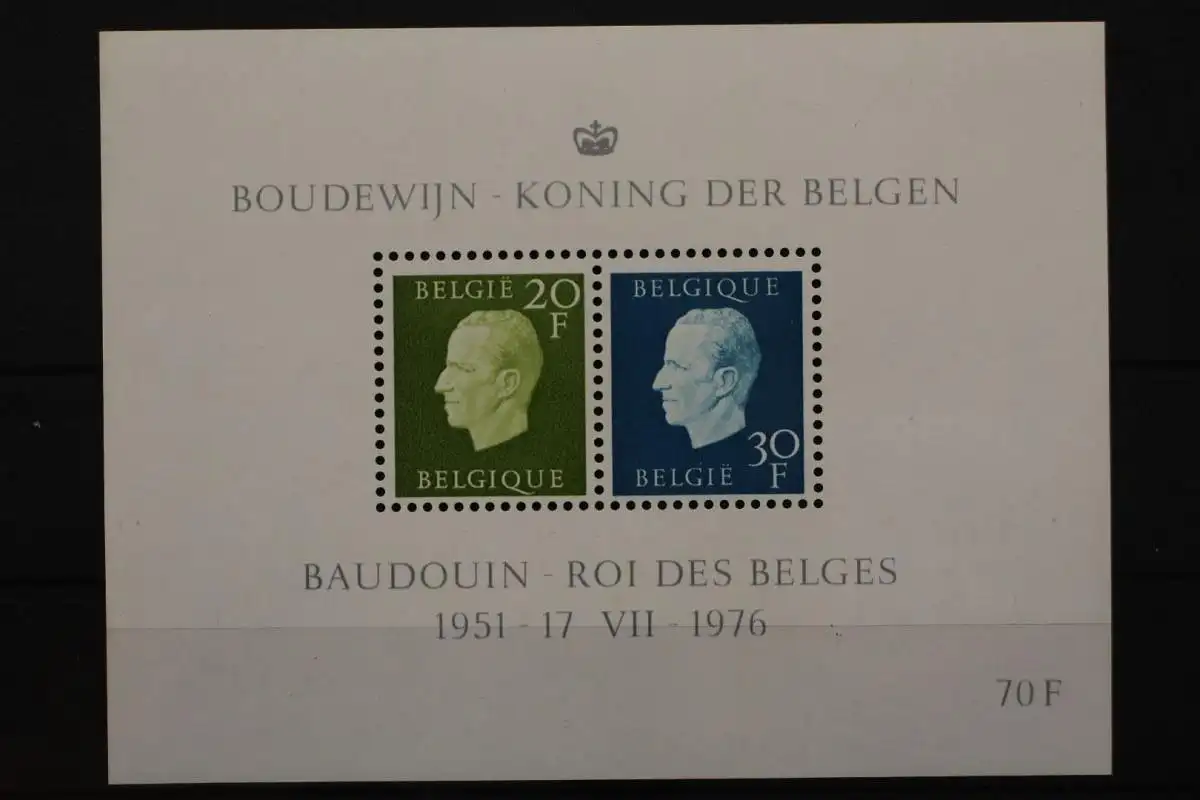 BOUDEWIJN - KONING DER BELGEN
BELGIË 20
F
BELGIQUE
BELGIQUE
30
BELGIË F
BAUDOUIN - ROI DES BELGES
1951 - 17 VII - 1976
70 F